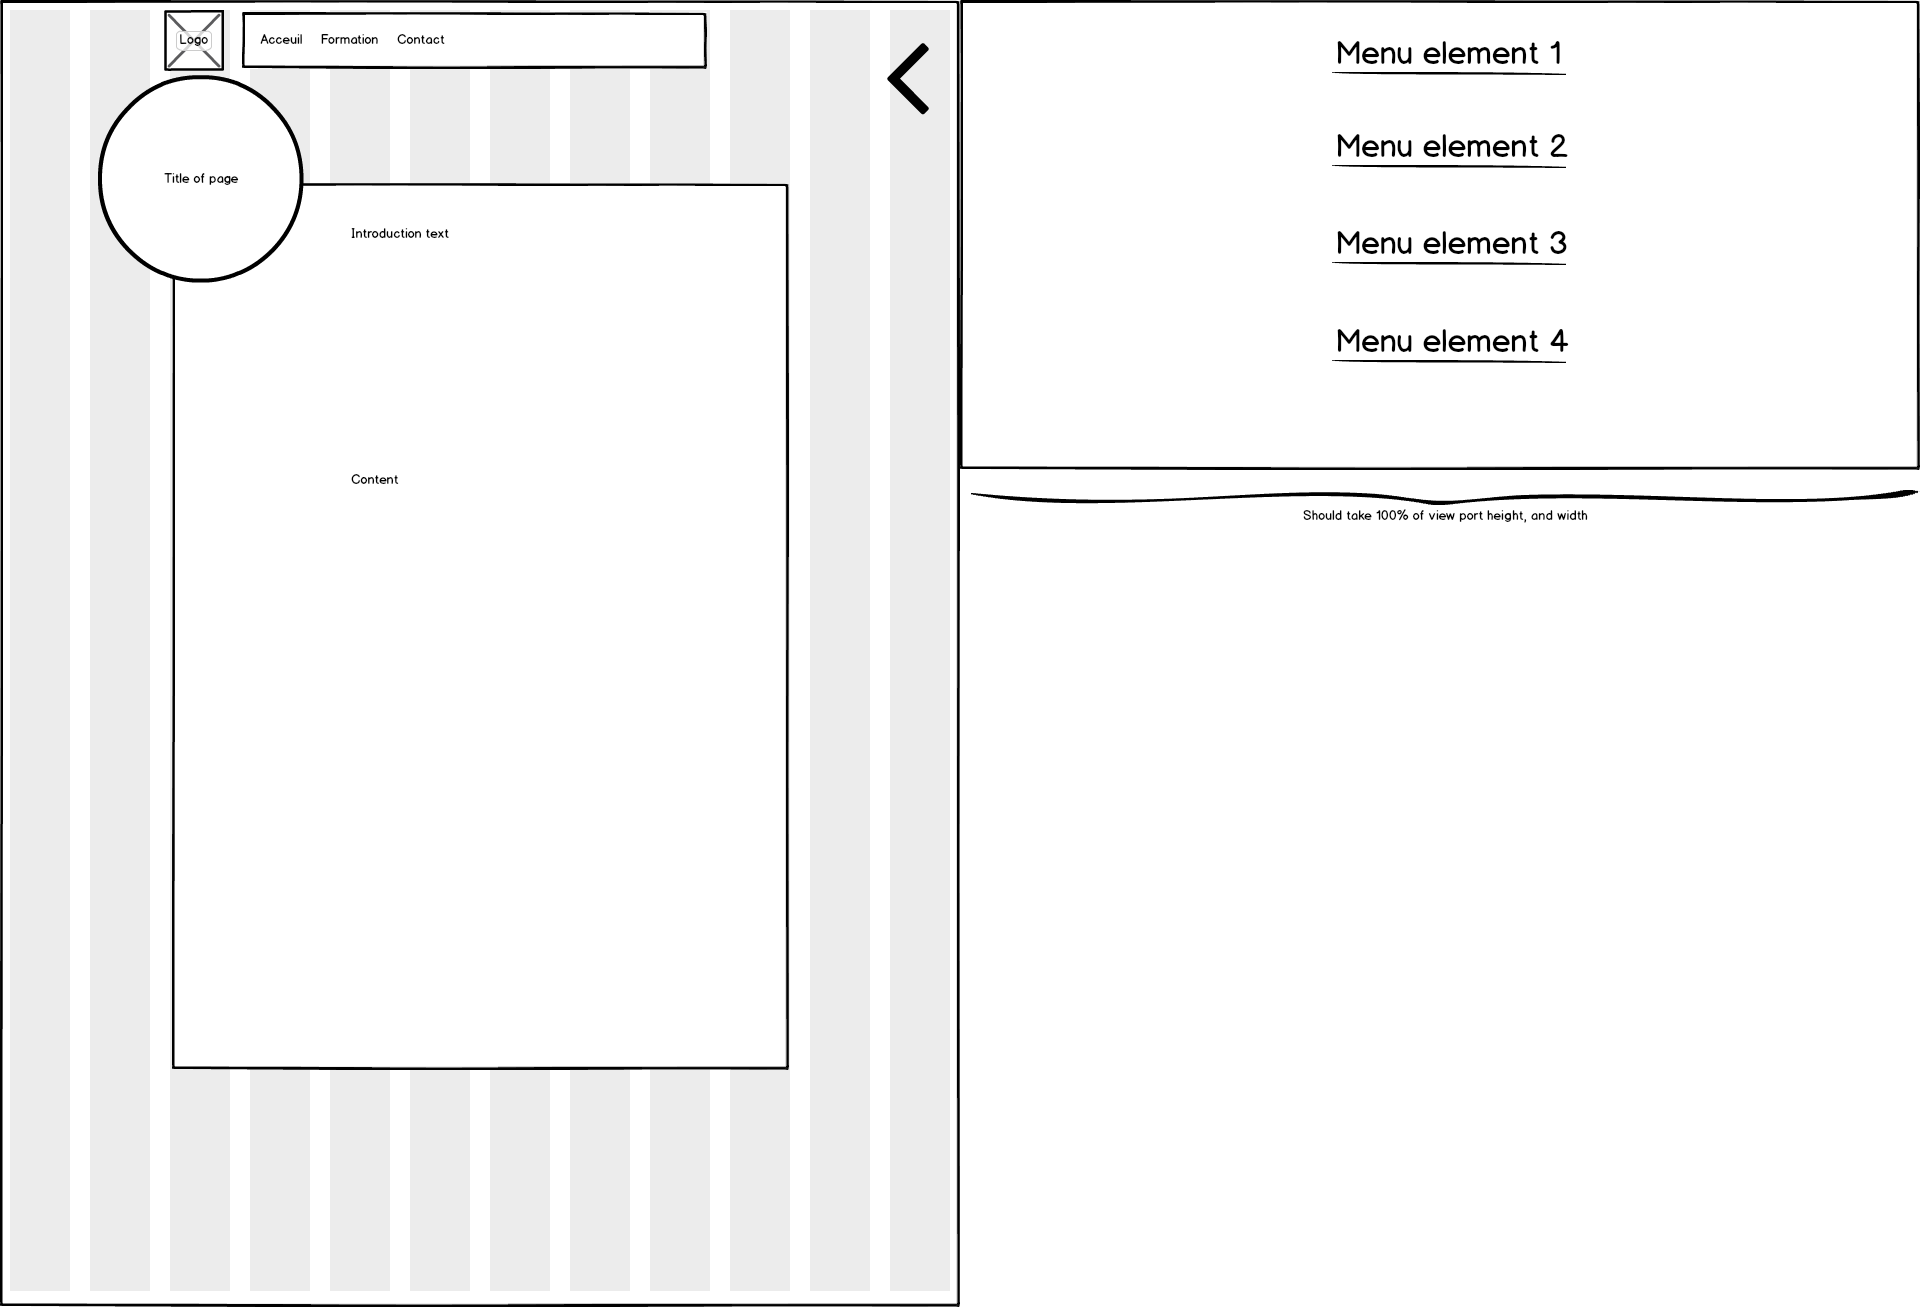 Logo
Acceuil Formation Contact
Title of page
Introduction text
Content
Menu element 1
Menu element 2
Menu element 3
Menu element 4
Should take 100% of view port height, and width